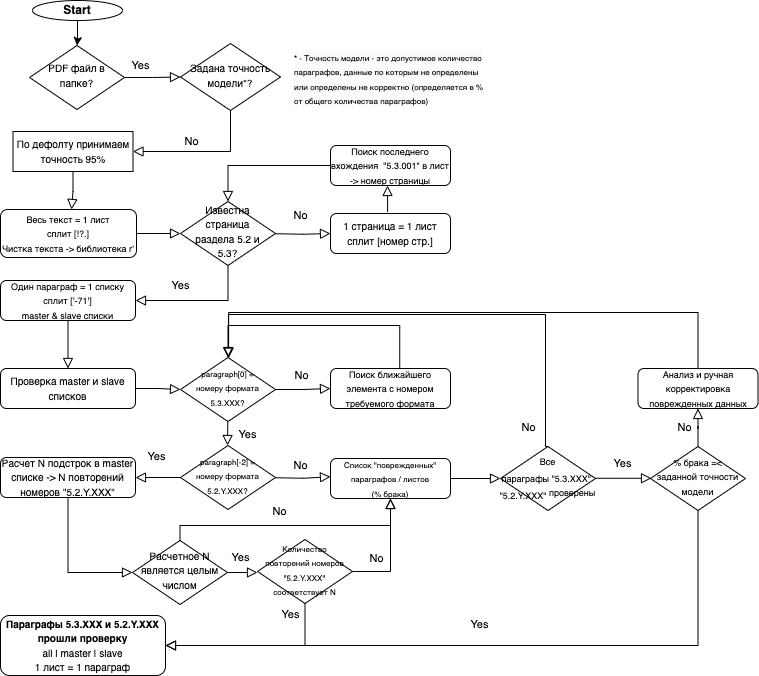 Start
PDF файл в
папке?
Yes
Задана точность
модели*?
* - Точность модели - это допустимое количество
параграфов, данные по которым не определены
или определены не корректно (определяется в %
от общего количества параграфов)
No
По дефолту принимаем
точность 95%
Поиск последнего
вхождения "5.3.001" в лист
-> номер страницы
Весь текст = 1 лист
сплит [!?.]
Чистка текста -> библиотека r'
Известна
страница
раздела 5.2 и
5.3?
No
1 страница = 1 лист
сплит [номер стр.]
Yes
Один параграф = 1 списку
сплит ['-71']
master & slave списки
Проверка master и slave
списков
paragraph[0] =
номеру формата
5.3.XXX?
No
Поиск ближайшего
элемента с номером
требуемого формата
Анализ и ручная
корректировка
поврежденных данных
Yes
No
No
Расчет N подстрок в master
списке -> N повторений
номеров "5.2.Y.XXX"
Yes
paragraph[-2] =
номеру формата
5.2.Y.XXX?
No
Список "поврежденных"
параграфов / листов
(% брака)
Все
параграфы "5.3.XXX"
"5.2.Y.XXX" проверены
Yes
% брака =<
заданной точности
модели
No
Расчетное N
является целым
числом
Yes
Количество
повторений номеров
"5.2.Y.XXX"
соответствует N
No
Yes
Yes
Параграфы 5.3.XXX и 5.2.Y.XXX
прошли проверку
all | master | slave
1 лист = 1 параграф